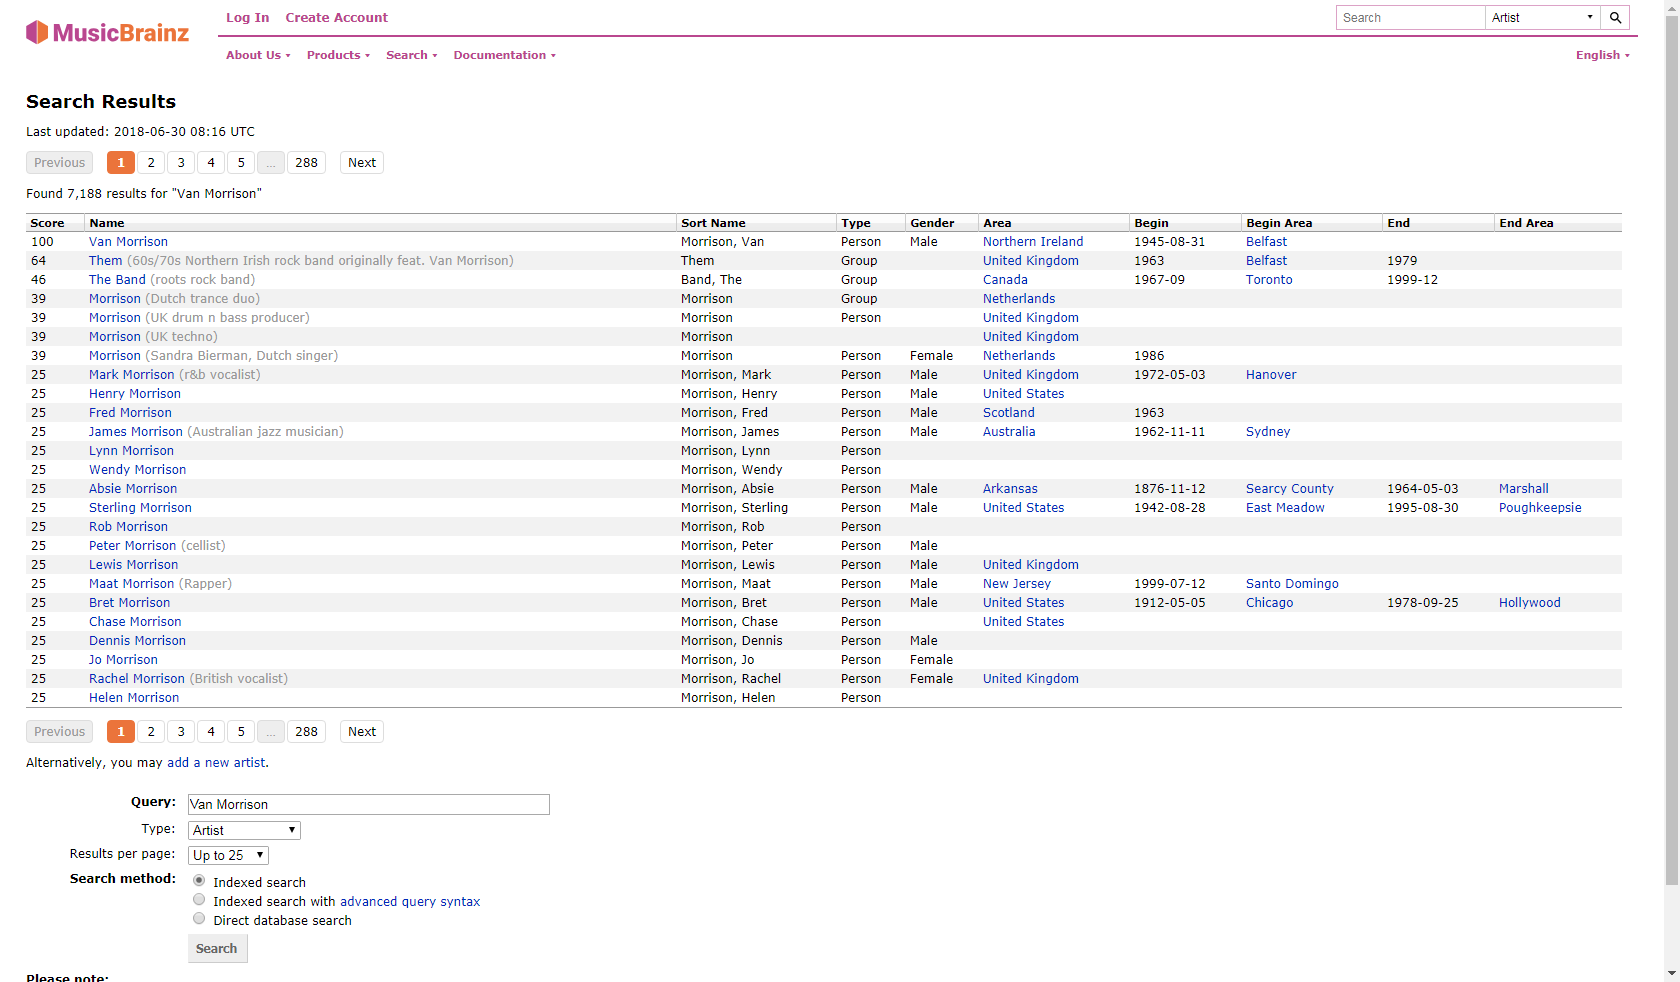 MusicBrainz
Log In Create Account
Search Artist
About Us Products Search Documentation English
Search Results
Last updated: 2018-06-30 08:16 UTC
Previous 1 2 3 4 5 ... 288 Next
Found 7,188 results for "Van Morrison"
Score Name Sort Name Type Gender Area Begin Begin Area End End Area
100 Van Morrison Morrison, Van Person Male Northern Ireland 1945-08-31 Belfast
64 Them (60s/70s Northern Irish rock band originally feat. Van Morrison) Them Group United Kingdom 1963 Belfast 1979
46 The Band (roots rock band) Band, The Group Canada 1967-09 Toronto 1999-12
39 Morrison (Dutch trance duo) Morrison Group Netherlands
39 Morrison (UK drum n bass producer) Morrison Person United Kingdom
39 Morrison (UK techno) Morrison United Kingdom
39 Morrison (Sandra Bierman, Dutch singer) Morrison Person Female Netherlands 1986
25 Mark Morrison (r&b vocalist) Morrison, Mark Person Male United Kingdom 1972-05-03 Hanover
25 Henry Morrison Morrison, Henry Person Male United States
25 Fred Morrison Morrison, Fred Person Male Scotland 1963
25 James Morrison (Australian jazz musician) Morrison, James Person Male Australia 1962-11-11 Sydney
25 Lynn Morrison Morrison, Lynn Person
25 Wendy Morrison Morrison, Wendy Person
25 Absie Morrison Morrison, Absie Person Male Arkansas 1876-11-12 Searcy County 1964-05-03 Marshall
25 Sterling Morrison Morrison, Sterling Person Male United States 1942-08-28 East Meadow 1995-08-30 Poughkeepsie
25 Rob Morrison Morrison, Rob Person
25 Peter Morrison (cellist) Morrison, Peter Person Male
25 Lewis Morrison Morrison, Lewis Person Male United Kingdom
25 Maat Morrison (Rapper) Morrison, Maat Person Male New Jersey 1999-07-12 Santo Domingo
25 Bret Morrison Morrison, Bret Person Male United States 1912-05-05 Chicago 1978-09-25 Hollywood
25 Chase Morrison Morrison, Chase Person United States
25 Dennis Morrison Morrison, Dennis Person Male
25 Jo Morrison Morrison, Jo Person Female
25 Rachel Morrison (British vocalist) Morrison, Rachel Person Female United Kingdom
25 Helen Morrison Morrison, Helen Person
Previous 1 2 3 4 5 ... 288 Next
Alternatively, you may add a new artist.
Query: Van Morrison
Type: Artist
Results per page: Up to 25
Search method: Indexed search
Indexed search with advanced query syntax
Direct database search
Search
Please note: